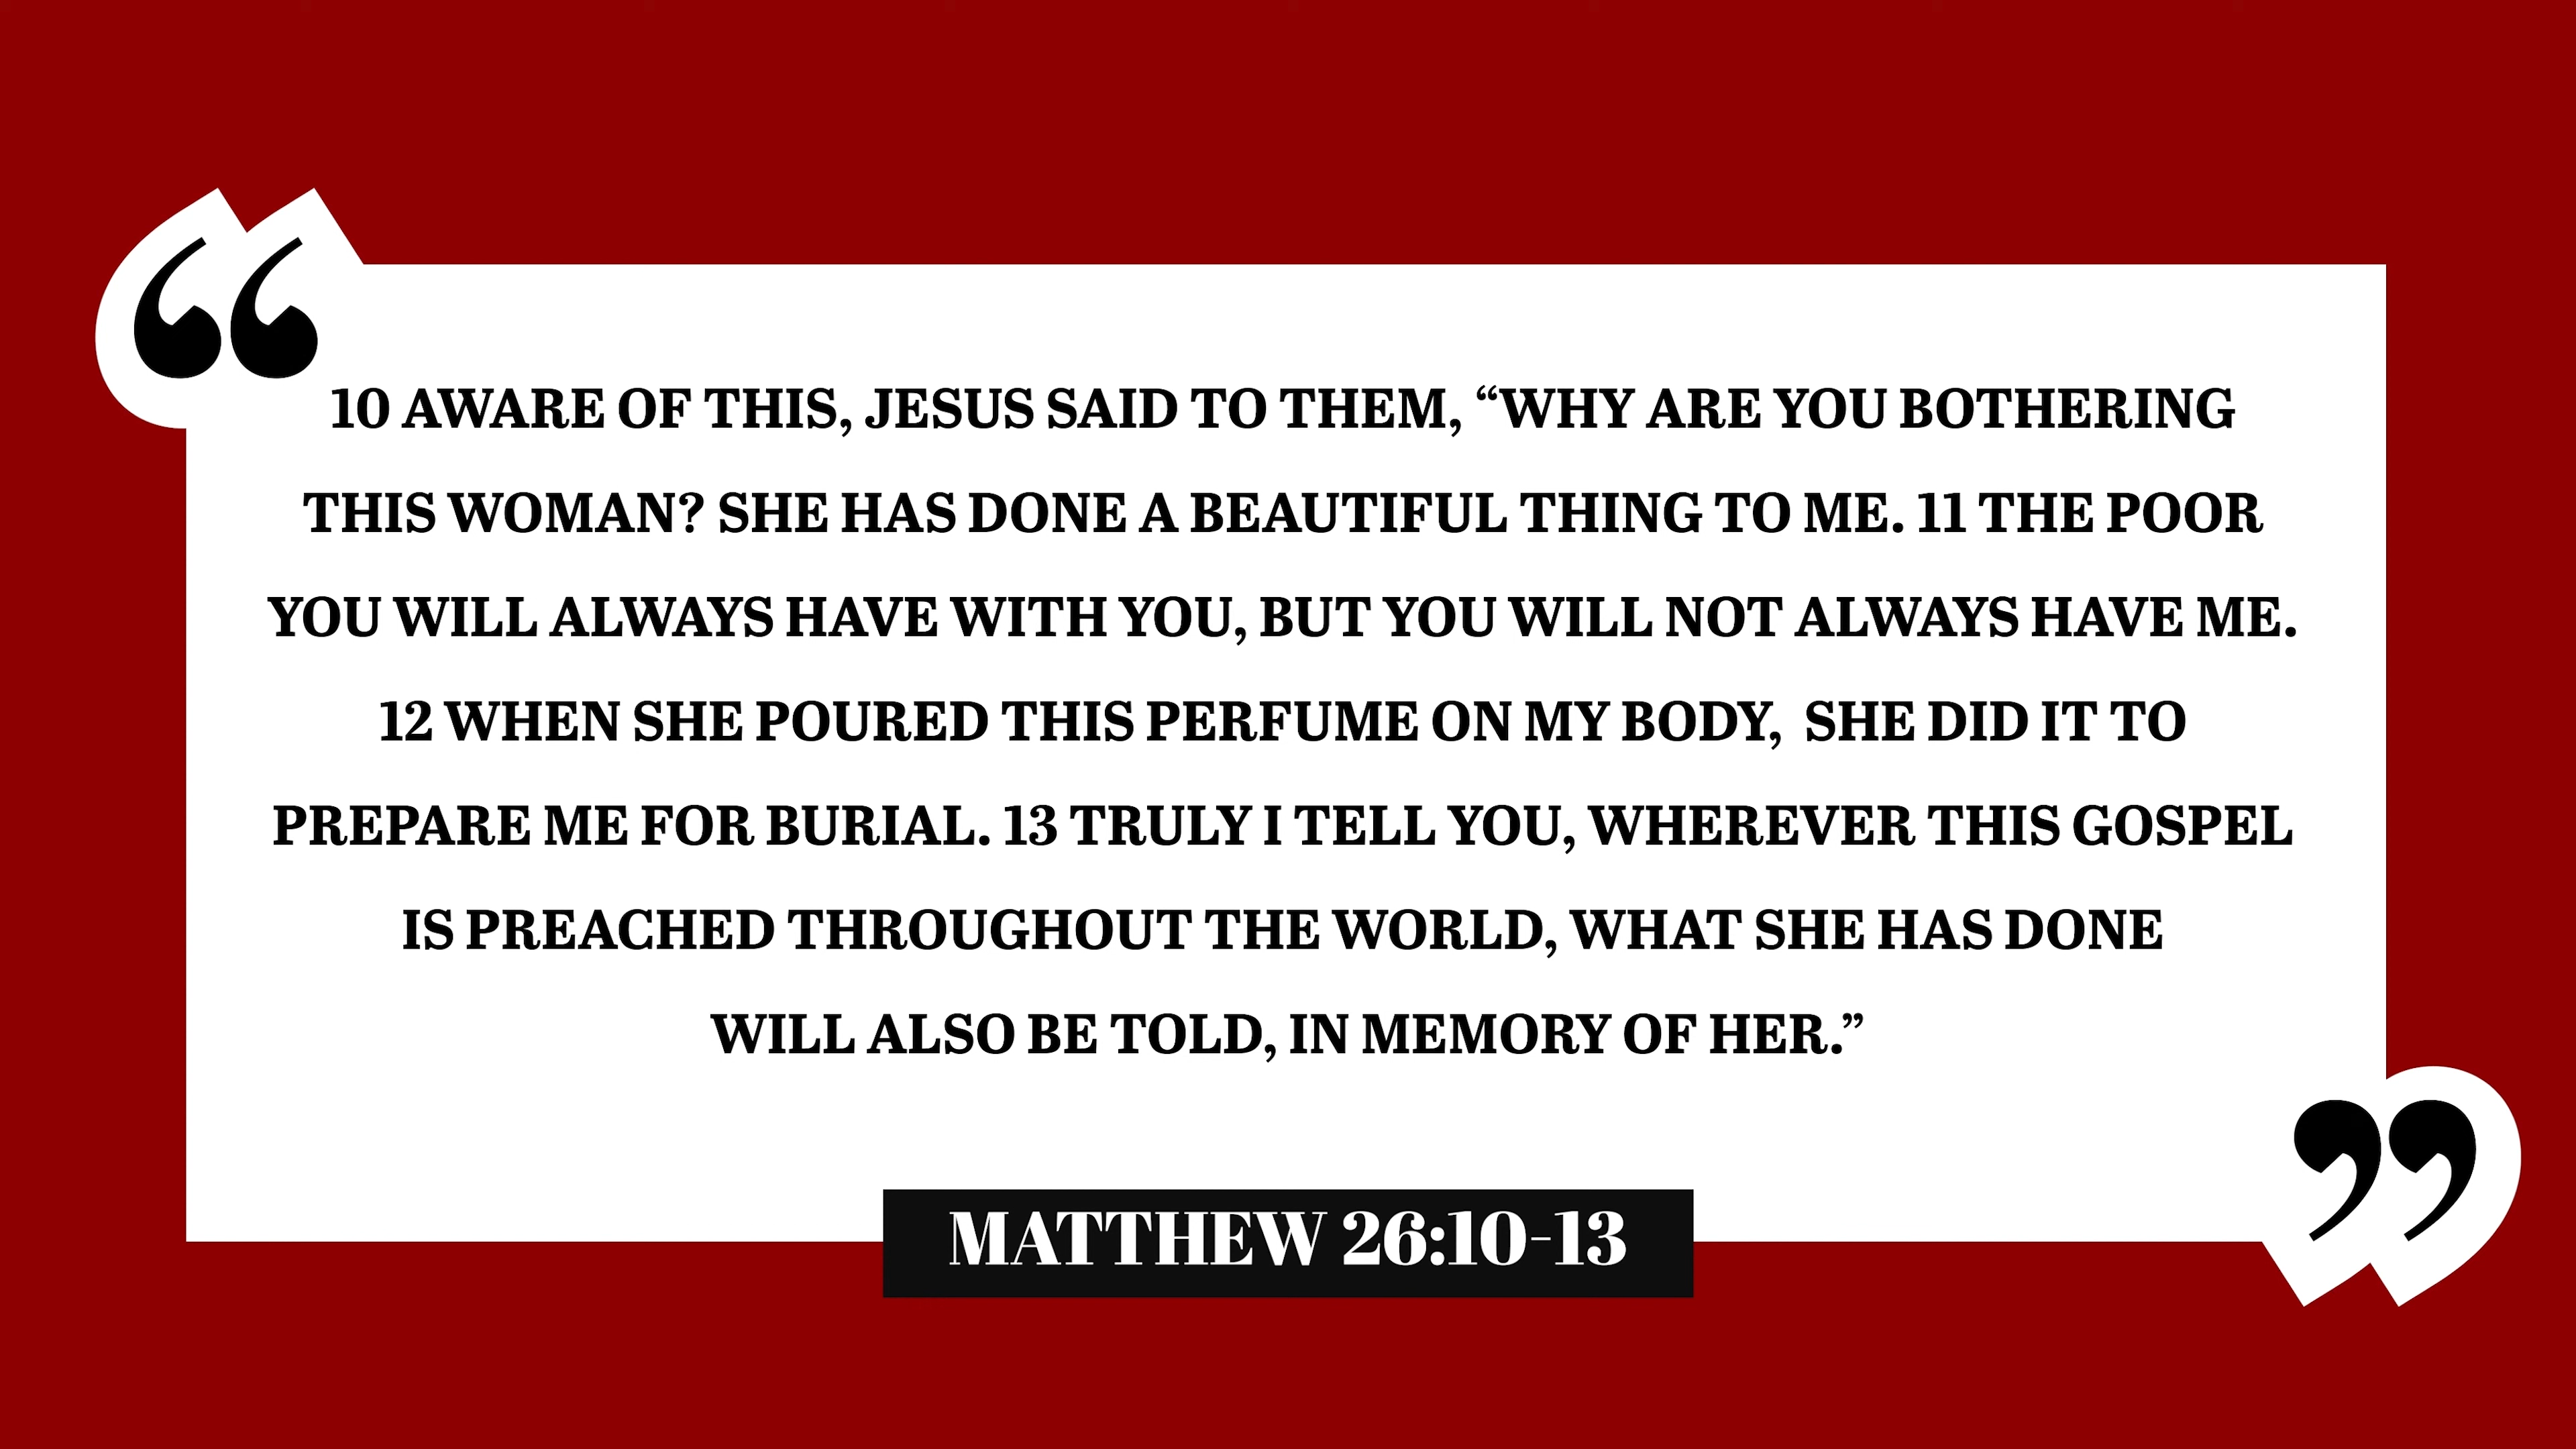 10 AWARE OF THIS, JESUS SAID TO THEM, “WHY ARE YOU BOTHERING
THIS WOMAN? SHE HAS DONE A BEAUTIFUL THING TO ME. 11 THE POOR
YOU WILL ALWAYS HAVE WITH YOU, BUT YOU WILL NOT ALWAYS HAVE ME.
12 WHEN SHE POURED THIS PERFUME ON MY BODY,  SHE DID IT TO
PREPARE ME FOR BURIAL. 13 TRULY I TELL YOU, WHEREVER THIS GOSPEL
IS PREACHED THROUGHOUT THE WORLD, WHAT SHE HAS DONE
WILL ALSO BE TOLD, IN MEMORY OF HER.”
MATTHEW 26:10-13